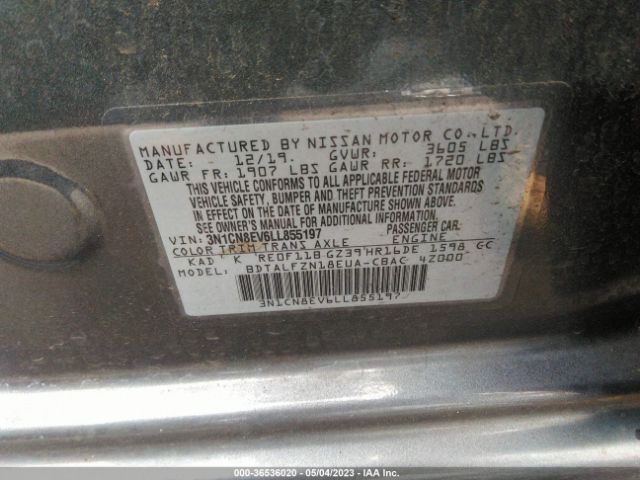 MANUFACTURED BY NISSAN MOTOR CO., LTD.
DATE: 12/19. GVWR: 3605 LBS
GAWR FR: 1907 LBS GAWR RR: 1720 LBS
THIS VEHICLE CONFORMS TO ALL APPLICABLE FEDERAL MOTOR
VEHICLE SAFETY, BUMPER AND THEFT PREVENTION STANDARDS
IN EFFECT ON THE DATE OF MANUFACTURE SHOWN ABOVE.
SEE OWNER'S MANUAL FOR ADDITIONAL INFORMATION.
VIN: 3N1CN8EV6LL855197 PASSENGER CAR.
COLOR TRIM TRANS AXLE ENGINE
KAD K RE0F11B GZ39 HR16DE 1598 CC
MODEL: BDTALFZN18EUA-CBAC 4Z000
3N1CN8EV6LL855197
000-36536020 - 05/04/2023 - IAA Inc.